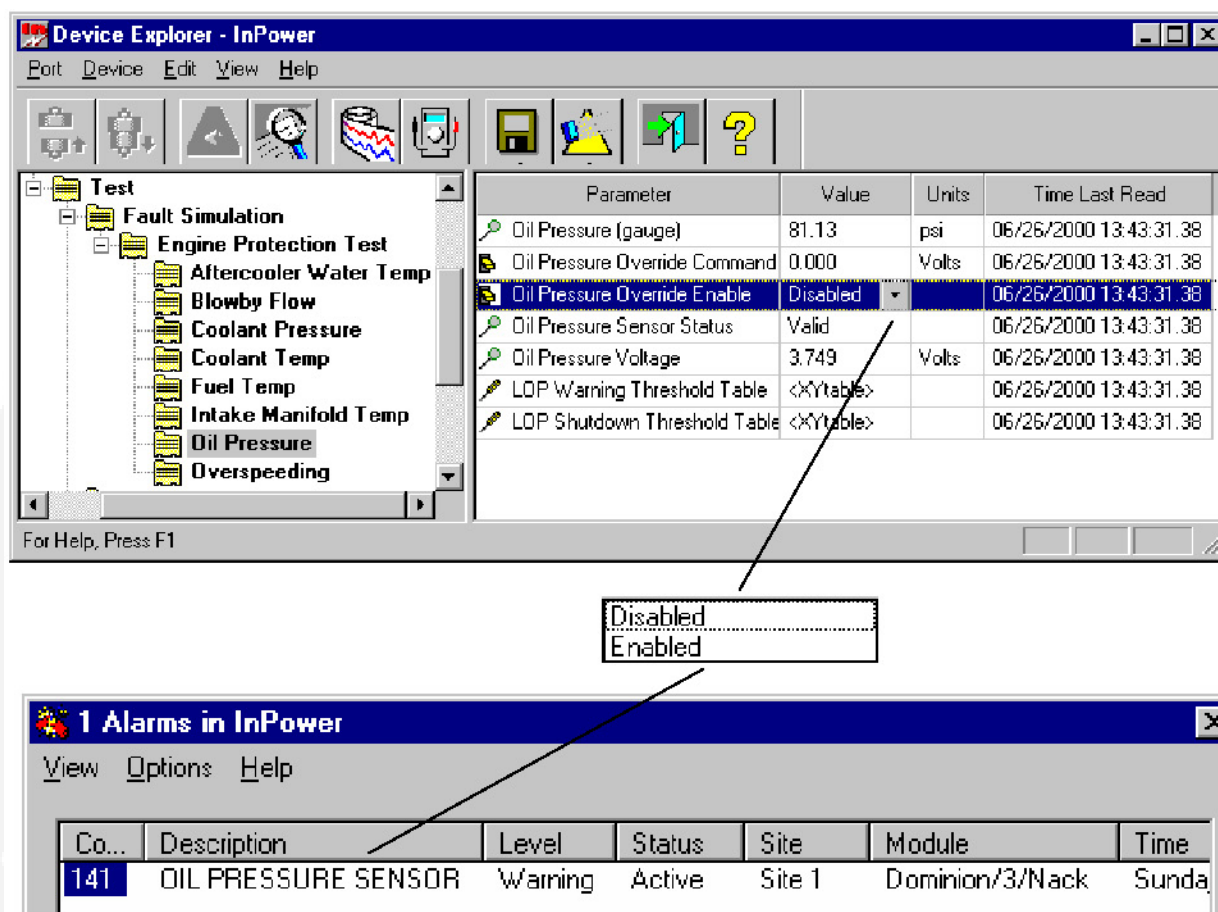 Device Explorer - InPower
Port Device Edit View Help
Test
Fault Simulation
Engine Protection Test
Aftercooler Water Temp
Blowby Flow
Coolant Pressure
Coolant Temp
Fuel Temp
Intake Manifold Temp
Oil Pressure
Overspeeding
Parameter Value Units Time Last Read
Oil Pressure (gauge) 81.13 psi 06/26/2000 13:43:31.38
Oil Pressure Override Command 0.000 Volts 06/26/2000 13:43:31.38
Oil Pressure Override Enable Disabled 06/26/2000 13:43:31.38
Oil Pressure Sensor Status Valid 06/26/2000 13:43:31.38
Oil Pressure Voltage 3.749 Volts 06/26/2000 13:43:31.38
LOP Warning Threshold Table <XYtable> 06/26/2000 13:43:31.38
LOP Shutdown Threshold Table <XYtable> 06/26/2000 13:43:31.38
For Help, Press F1
Disabled
Enabled
1 Alarms in InPower
View Options Help
Co... Description Level Status Site Module Time
141 OIL PRESSURE SENSOR Warning Active Site 1 Dominion/3/Nack Sunda